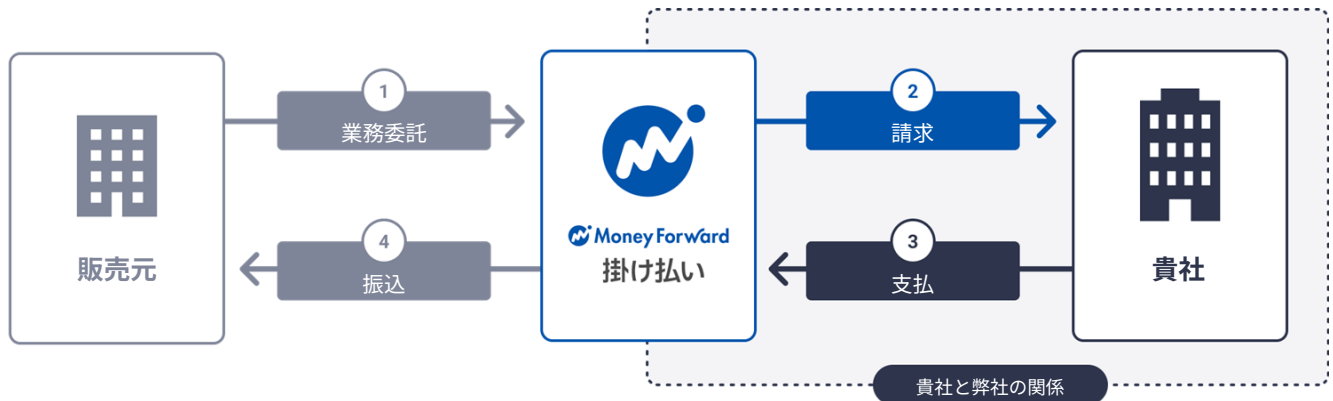 1
業務委託
2
請求
販売元
4
振込
Money Forward
掛け払い
3
支払
貴社
貴社と弊社の関係